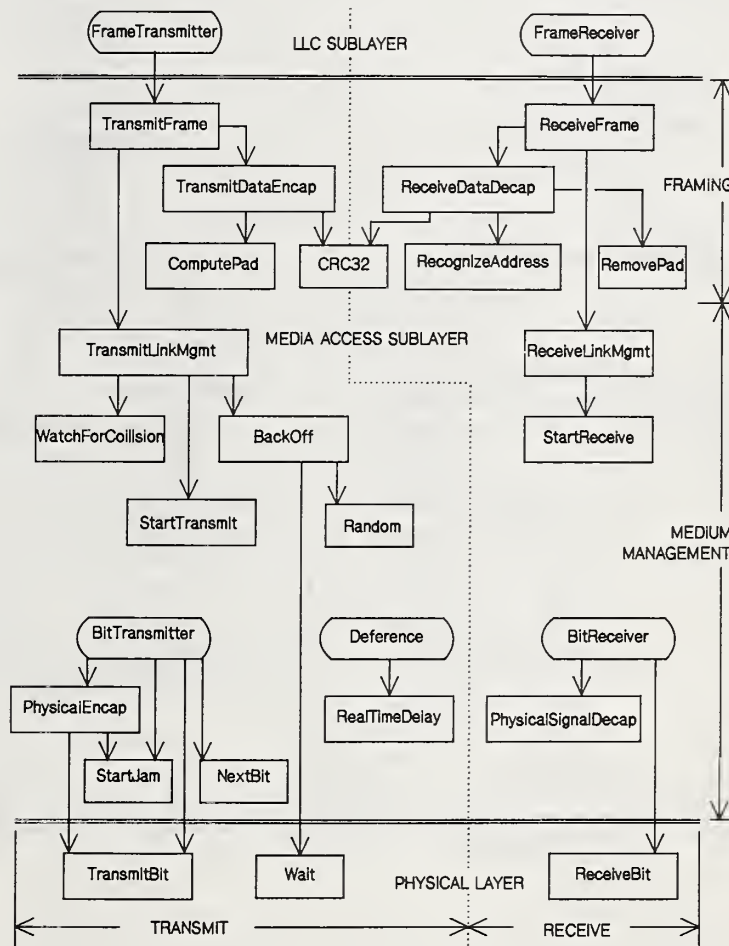 FrameTransmitter
FrameReceiver
LLC SUBLAYER
TransmitFrame
ReceiveFrame
TransmitDataEncap
ReceiveDataDecap
FRAMING
ComputePad
CRC32
RecognizeAddress
RemovePad
TransmitLinkMgmt
MEDIA ACCESS SUBLAYER
ReceiveLinkMgmt
WatchForCollision
BackOff
StartReceive
StartTransmit
Random
MEDIUM
MANAGEMENT
BitTransmitter
Deference
BitReceiver
PhysicalEncap
RealTimeDelay
PhysicalSignalDecap
StartJam
NextBit
TransmitBit
Wait
PHYSICAL LAYER
ReceiveBit
TRANSMIT
RECEIVE